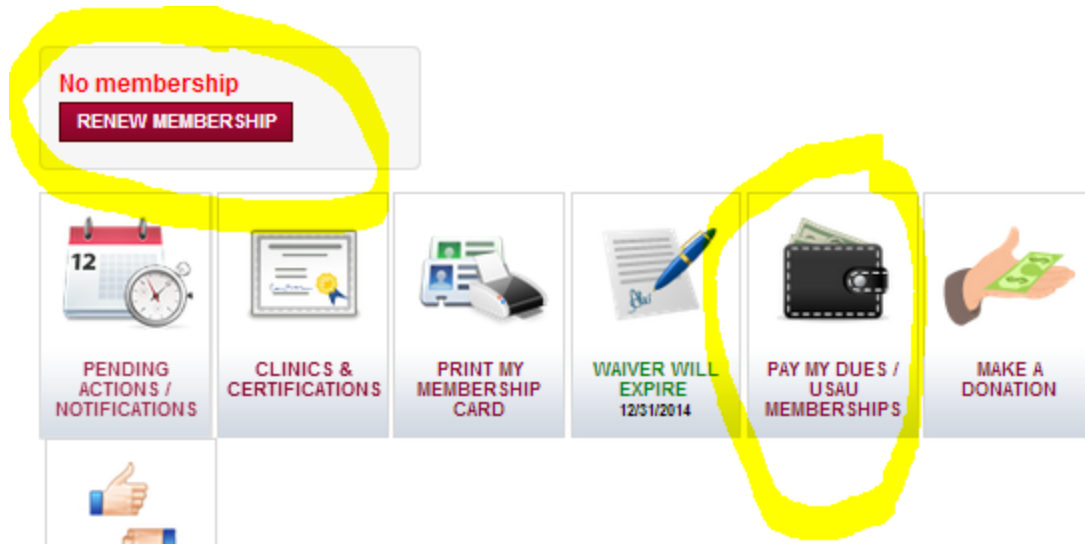 No membership
RENEW MEMBERSHIP
12
PENDING
ACTIONS /
NOTIFICATIONS
CLINICS &
CERTIFICATIONS
PRINT MY
MEMBERSHIP
CARD
WAIVER WILL
EXPIRE
12/31/2014
PAY MY DUES /
USAU
MEMBERSHIPS
MAKE A
DONATION